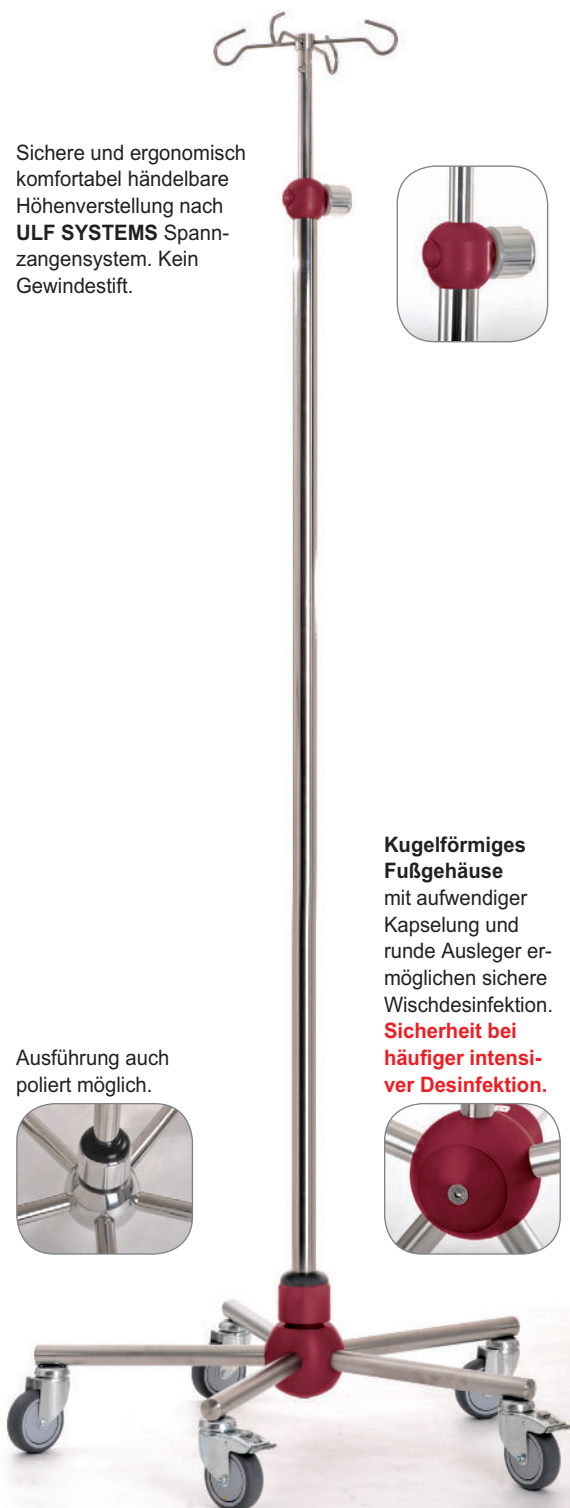 Sichere und ergonomisch
komfortabel händelbare
Höhenverstellung nach
ULF SYSTEMS Spann-
zangensystem. Kein
Gewindestift.
Kugelförmiges
Fußgehäuse
mit aufwendiger
Kapselung und
runde Ausleger er-
möglichen sichere
Wischdesinfektion.
Sicherheit bei
häufiger intensi-
ver Desinfektion.
Ausführung auch
poliert möglich.